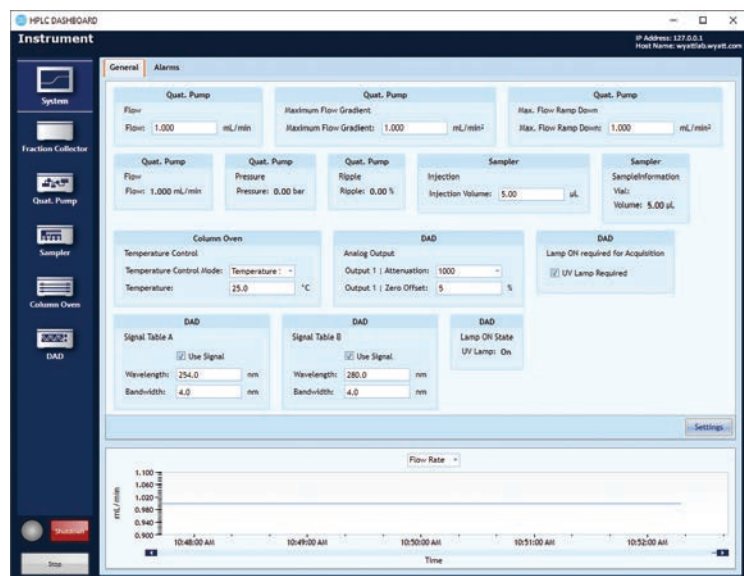 HPLC DASHBOARD
Instrument
IP Address: 127.0.0.1
Host Name: wyattlab.wyatt.com
System
Fraction Collector
Quat. Pump
Sampler
Column Oven
DAD
Shutdown
Stop
General Alarms
Quat. Pump
Flow
Flow: 1.000 mL/min
Quat. Pump
Maximum Flow Gradient
Maximum Flow Gradient: 1.000 mL/min²
Quat. Pump
Max. Flow Ramp Down
Max. Flow Ramp Down: 1.000 mL/min²
Quat. Pump
Flow
Flow: 1.000 mL/min
Quat. Pump
Pressure
Pressure: 0.00 bar
Quat. Pump
Ripple
Ripple: 0.00 %
Sampler
Injection
Injection Volume: 5.00 µL
Sampler
SampleInformation
Vial:
Volume: 5.00 µL
Column Oven
Temperature Control
Temperature Control Mode: Temperature :
Temperature: 25.0 °C
DAD
Analog Output
Output 1 | Attenuation: 1000
Output 1 | Zero Offset: 5 %
DAD
Lamp ON required for Acquisition
UV Lamp Required
DAD
Signal Table A
Use Signal
Wavelength: 254.0 nm
Bandwidth: 4.0 nm
DAD
Signal Table B
Use Signal
Wavelength: 280.0 nm
Bandwidth: 4.0 nm
DAD
Lamp ON State
UV Lamp: On
Settings
Flow Rate
mL/min
1.100
1.060
1.020
0.980
0.940
0.900
10:48:00 AM 10:49:00 AM 10:50:00 AM 10:51:00 AM 10:52:00 AM
Time